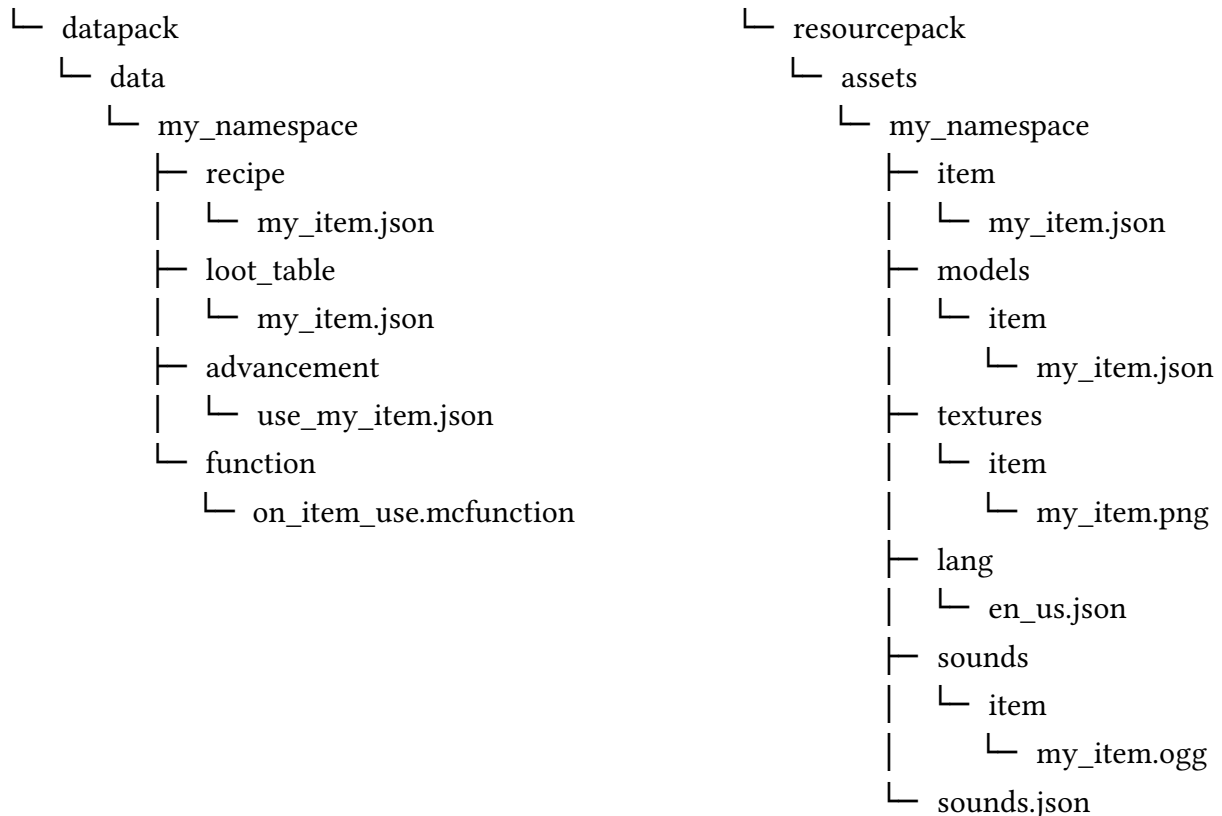 └─ datapack
   └─ data
      └─ my_namespace
         ├─ recipe
         │  └─ my_item.json
         ├─ loot_table
         │  └─ my_item.json
         ├─ advancement
         │  └─ use_my_item.json
         └─ function
            └─ on_item_use.mcfunction
└─ resourcepack
   └─ assets
      └─ my_namespace
         ├─ item
         │  └─ my_item.json
         ├─ models
         │  └─ item
         │     └─ my_item.json
         ├─ textures
         │  └─ item
         │     └─ my_item.png
         ├─ lang
         │  └─ en_us.json
         ├─ sounds
         │  └─ item
         │     └─ my_item.ogg
         └─ sounds.json